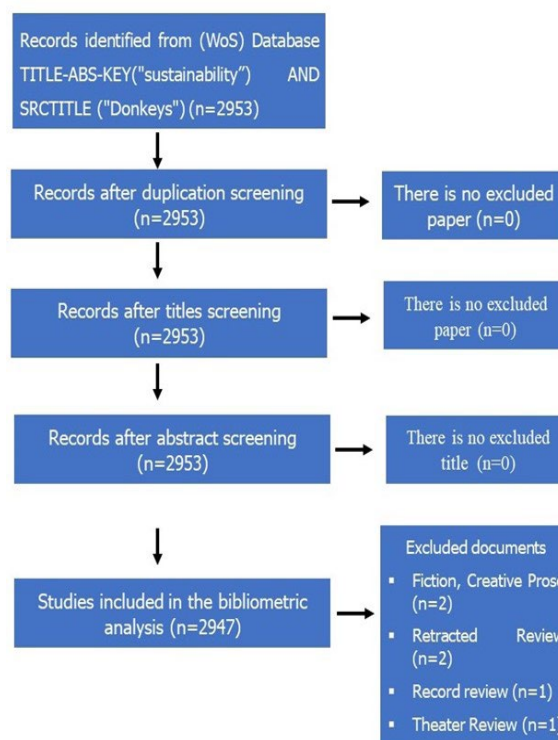 Records identified from (WoS) Database
TITLE-ABS-KEY("sustainability”) AND
SRCTITLE ("Donkeys") (n=2953)
Records after duplication screening
(n=2953)
There is no excluded
paper (n=0)
Records after titles screening
(n=2953)
There is no excluded
paper (n=0)
Records after abstract screening
(n=2953)
There is no excluded
title (n=0)
Studies included in the bibliometric
analysis (n=2947)
Excluded documents
▪ Fiction, Creative Prose
(n=2)
▪ Retracted Review
(n=2)
▪ Record review (n=1)
▪ Theater Review (n=1)